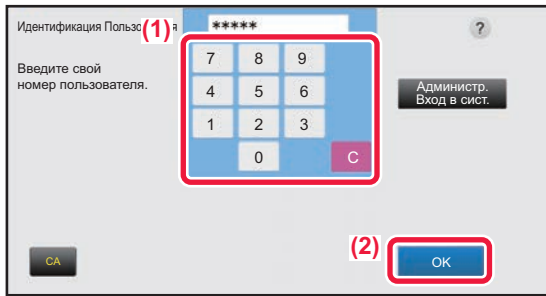 Идентификация Пользователя
(1)
*****
?
Введите свой
номер пользователя.
7 8 9
4 5 6
1 2 3
0 C
Администр.
Вход в сист.
(2)
CA
OK